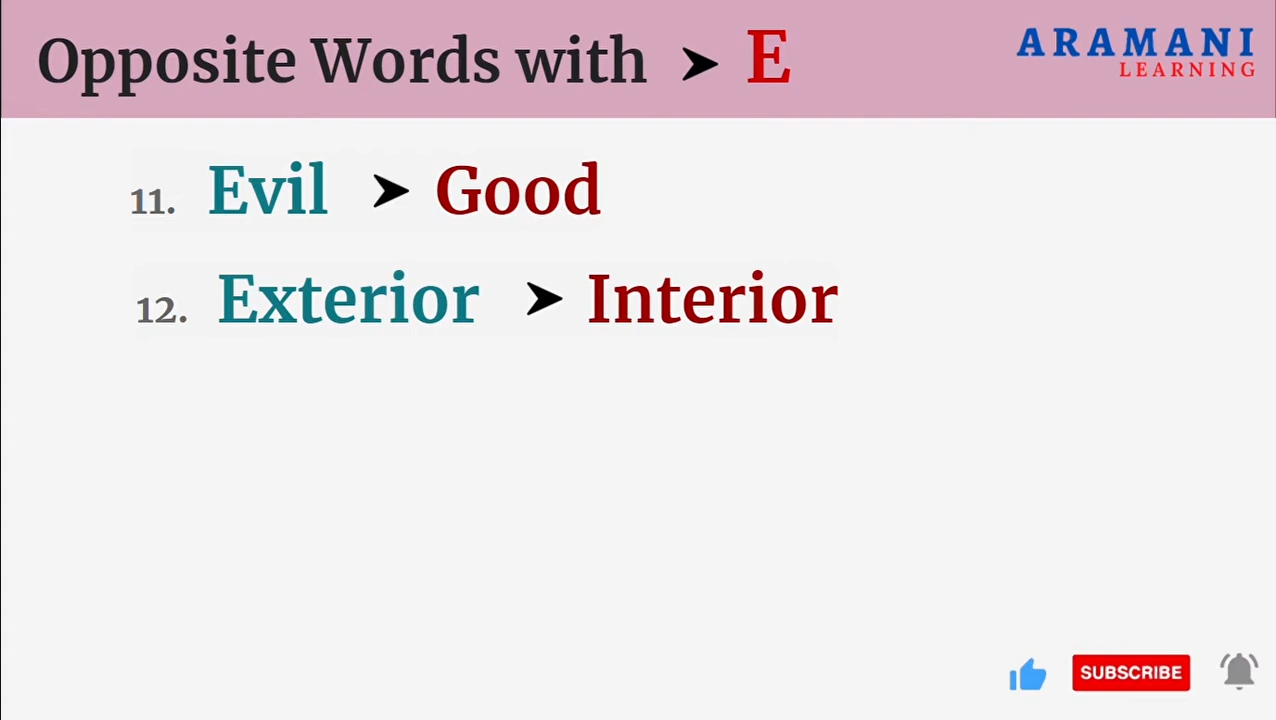 Opposite Words with ➤ E
ARAMANI
LEARNING
11. Evil ➤ Good
12. Exterior ➤ Interior
SUBSCRIBE